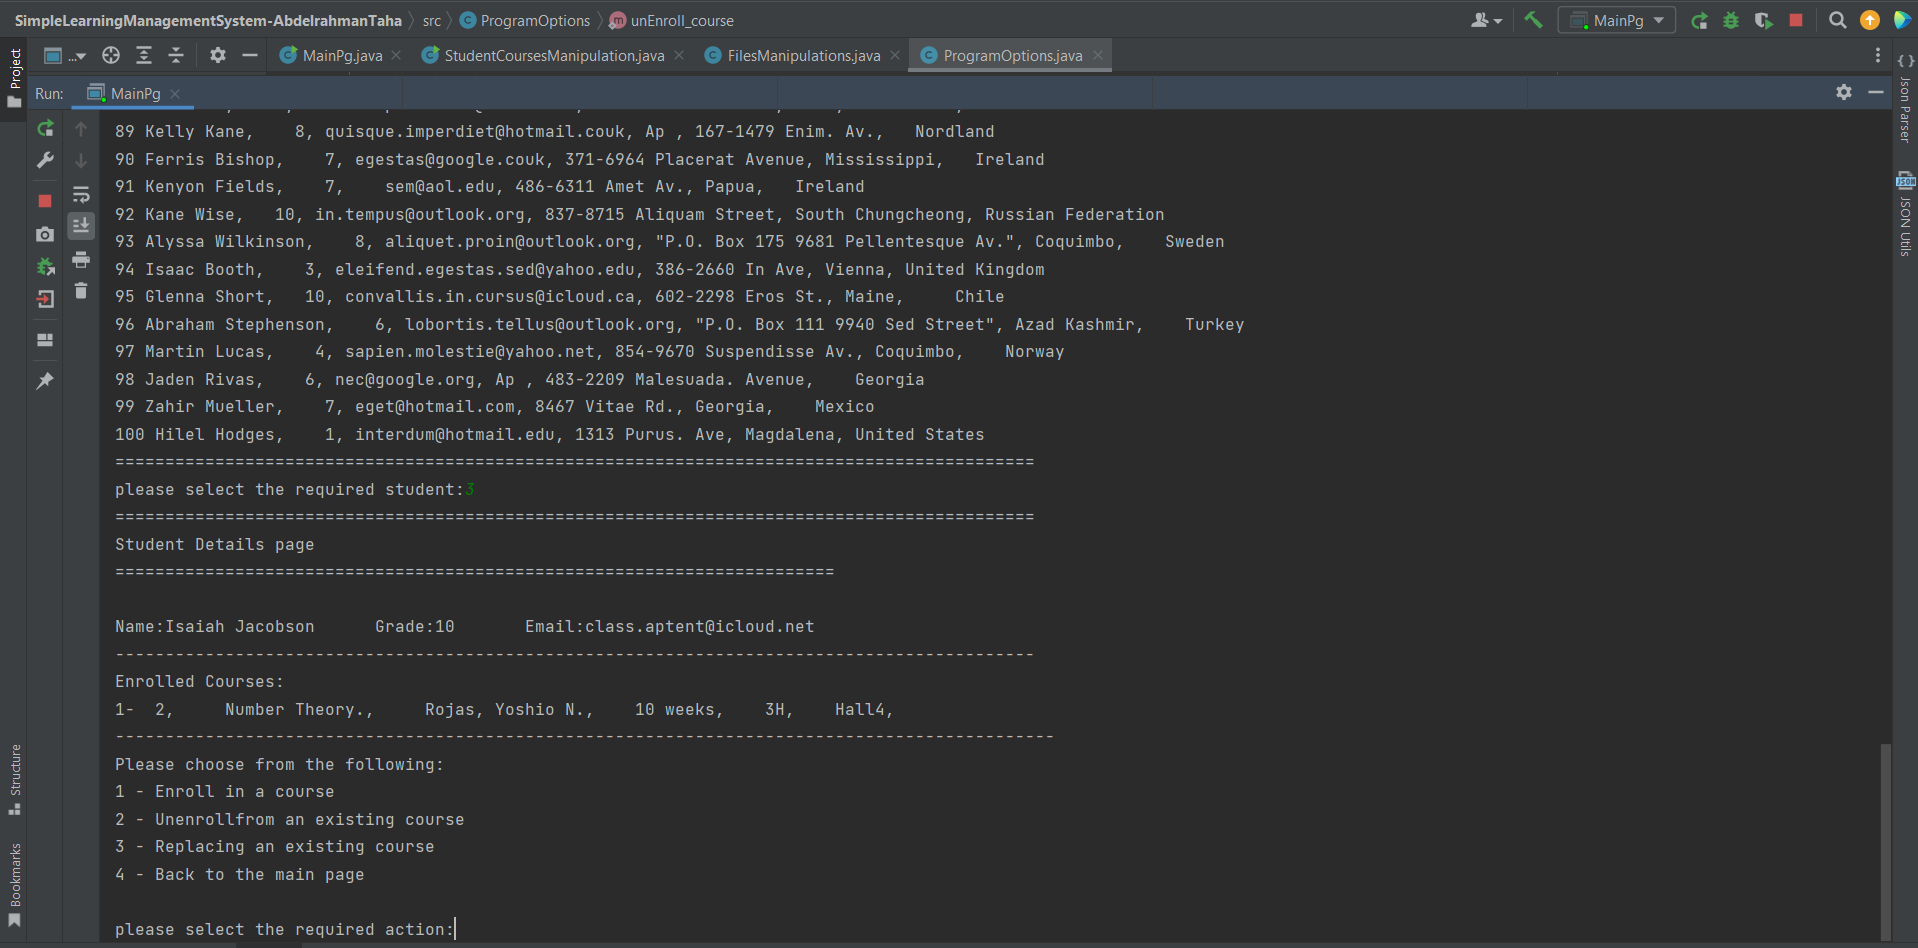 SimpleLearningManagementSystem-AbdelrahmanTaha src ProgramOptions unEnroll_course MainPg
Project ... MainPg.java StudentCoursesManipulation.java FilesManipulations.java ProgramOptions.java
Run: MainPg
89 Kelly Kane, 8, quisque.imperdiet@hotmail.couk, Ap , 167-1479 Enim. Av., Nordland
90 Ferris Bishop, 7, egestas@google.couk, 371-6964 Placerat Avenue, Mississippi, Ireland
91 Kenyon Fields, 7, sem@aol.edu, 486-6311 Amet Av., Papua, Ireland
92 Kane Wise, 10, in.tempus@outlook.org, 837-8715 Aliquam Street, South Chungcheong, Russian Federation
93 Alyssa Wilkinson, 8, aliquet.proin@outlook.org, "P.O. Box 175 9681 Pellentesque Av.", Coquimbo, Sweden
94 Isaac Booth, 3, eleifend.egestas.sed@yahoo.edu, 386-2660 In Ave, Vienna, United Kingdom
95 Glenna Short, 10, convallis.in.cursus@icloud.ca, 602-2298 Eros St., Maine, Chile
96 Abraham Stephenson, 6, lobortis.tellus@outlook.org, "P.O. Box 111 9940 Sed Street", Azad Kashmir, Turkey
97 Martin Lucas, 4, sapien.molestie@yahoo.net, 854-9670 Suspendisse Av., Coquimbo, Norway
98 Jaden Rivas, 6, nec@google.org, Ap , 483-2209 Malesuada. Avenue, Georgia
99 Zahir Mueller, 7, eget@hotmail.com, 8467 Vitae Rd., Georgia, Mexico
100 Hilel Hodges, 1, interdum@hotmail.edu, 1313 Purus. Ave, Magdalena, United States
============================================================================================
please select the required student:3
============================================================================================
Student Details page
========================================================================
Name:Isaiah Jacobson Grade:10 Email:class.aptent@icloud.net
--------------------------------------------------------------------------------------------
Enrolled Courses:
1- 2, Number Theory., Rojas, Yoshio N., 10 weeks, 3H, Hall4,
----------------------------------------------------------------------------------------------
Please choose from the following:
1 - Enroll in a course
2 - Unenrollfrom an existing course
3 - Replacing an existing course
4 - Back to the main page
please select the required action:
Structure
Bookmarks
{ } Json Parser
JSON JSON Utils